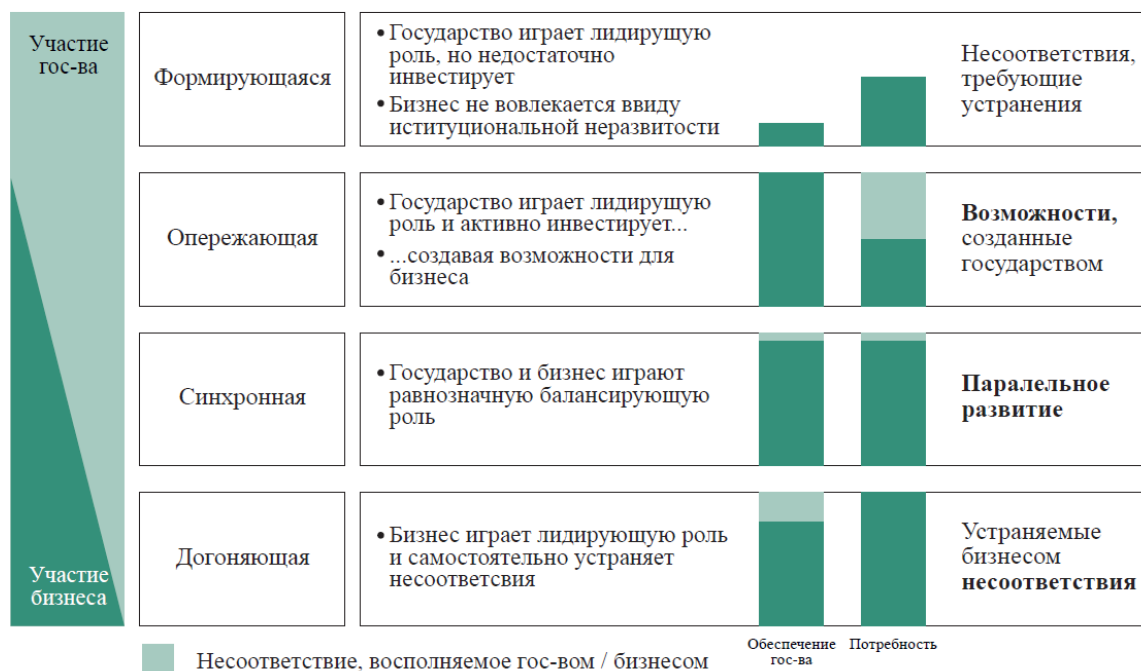 Участие
гос-ва
Формирующаяся
• Государство играет лидирущую
роль, но недостаточно
инвестирует
• Бизнес не вовлекается ввиду
иституциональной неразвитости
Несоответствия,
требующие
устранения
Опережающая
• Государство играет лидирущую
роль и активно инвестирует...
• ...создавая возможности для
бизнеса
Возможности,
созданные
государством
Синхронная
• Государство и бизнес играют
равнозначную балансирующую
роль
Паралельное
развитие
Догоняющая
• Бизнес играет лидирующую роль
и самостоятельно устраняет
несоответсвия
Устраняемые
бизнесом
несоответствия
Участие
бизнеса
Обеспечение
гос-ва
Потребность
Несоответствие, восполняемое гос-вом / бизнесом